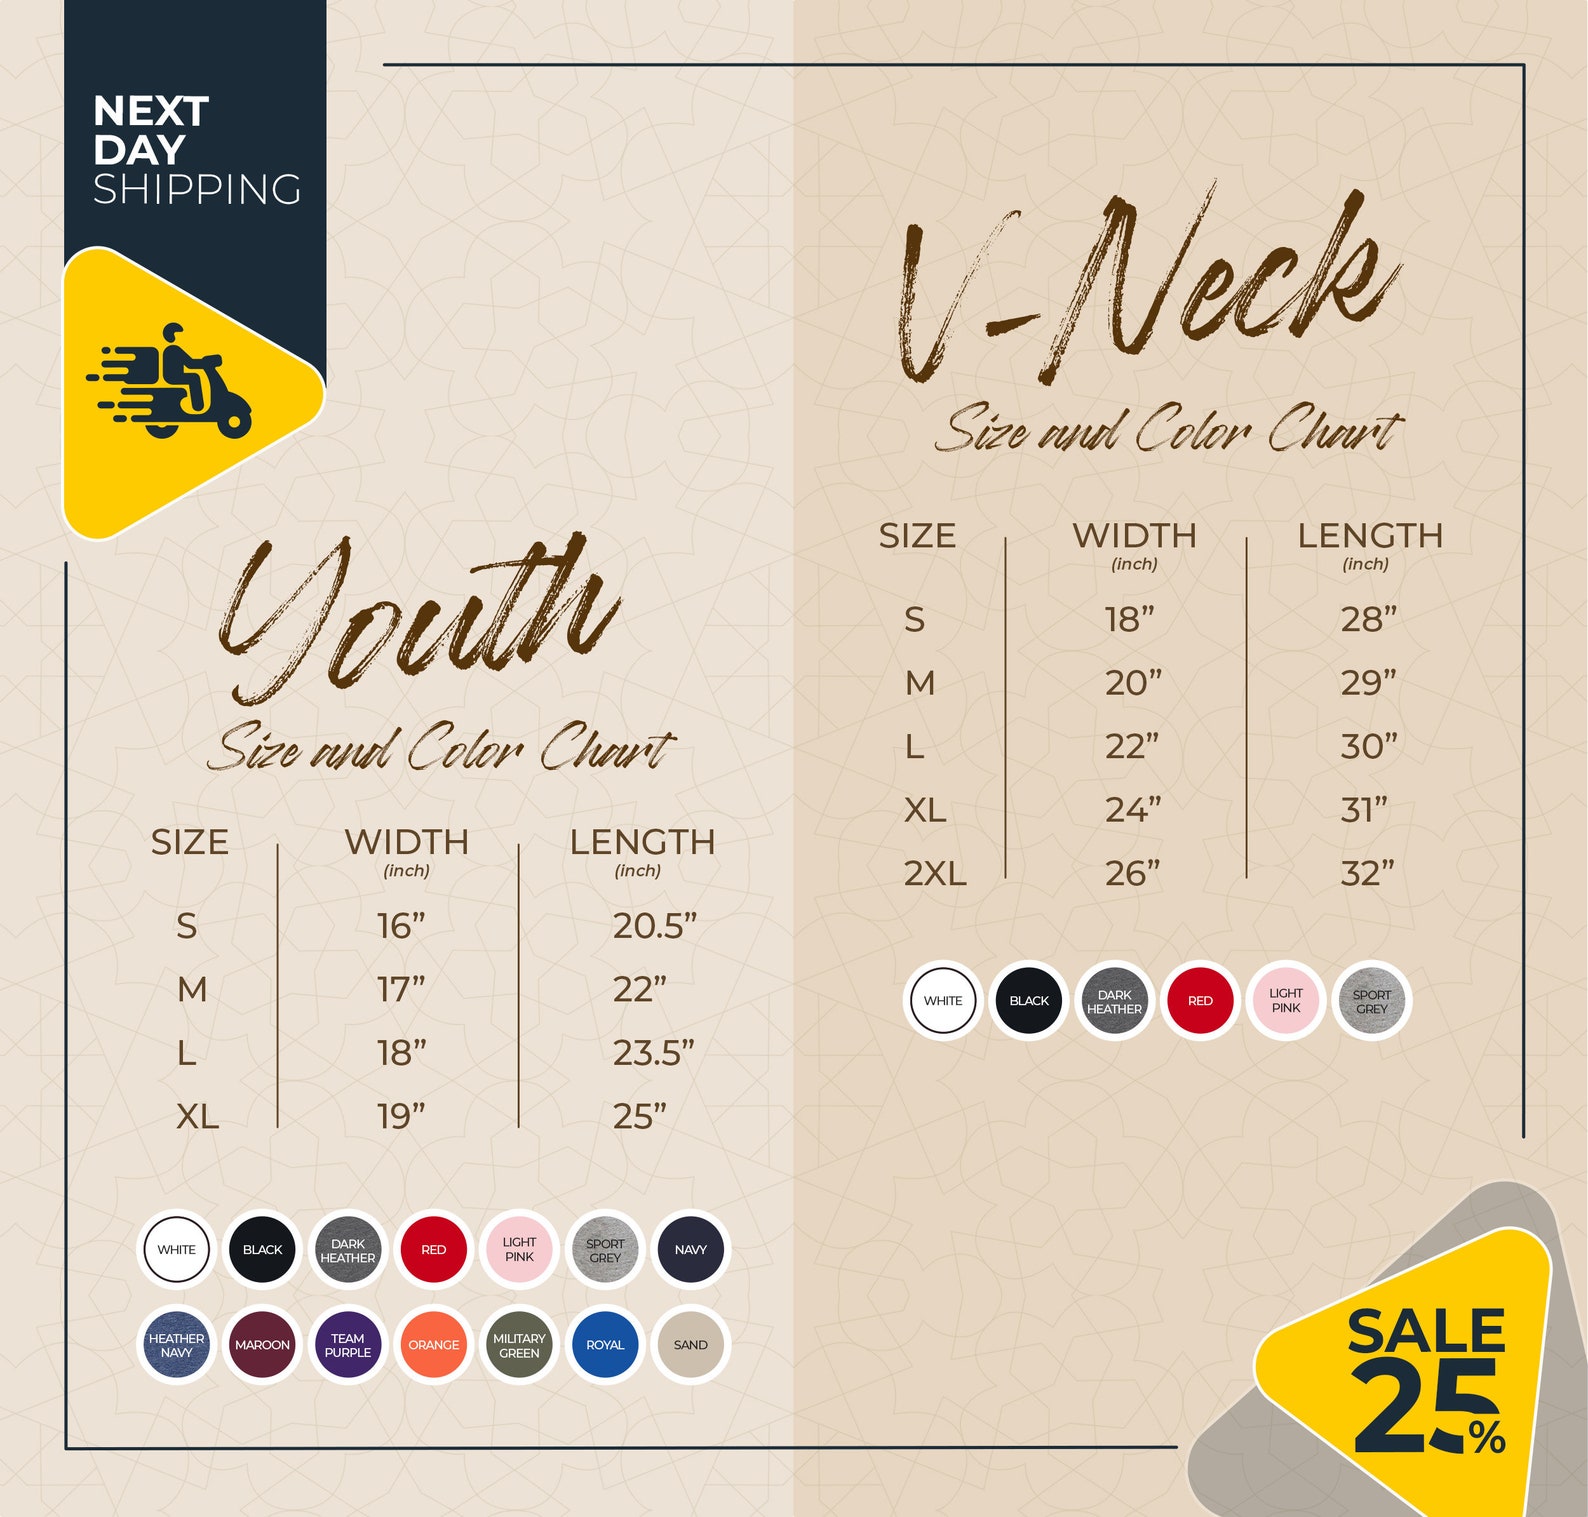 NEXT
DAY
SHIPPING
Youth
Size and Color Chart
SIZE WIDTH LENGTH
(inch) (inch)
S 16” 20.5”
M 17” 22”
L 18” 23.5”
XL 19” 25”
WHITE BLACK DARK HEATHER RED LIGHT PINK SPORT GREY NAVY
HEATHER NAVY MAROON TEAM PURPLE ORANGE MILITARY GREEN ROYAL SAND
V-Neck
Size and Color Chart
SIZE WIDTH LENGTH
(inch) (inch)
S 18” 28”
M 20” 29”
L 22” 30”
XL 24” 31”
2XL 26” 32”
WHITE BLACK DARK HEATHER RED LIGHT PINK SPORT GREY
SALE
25%